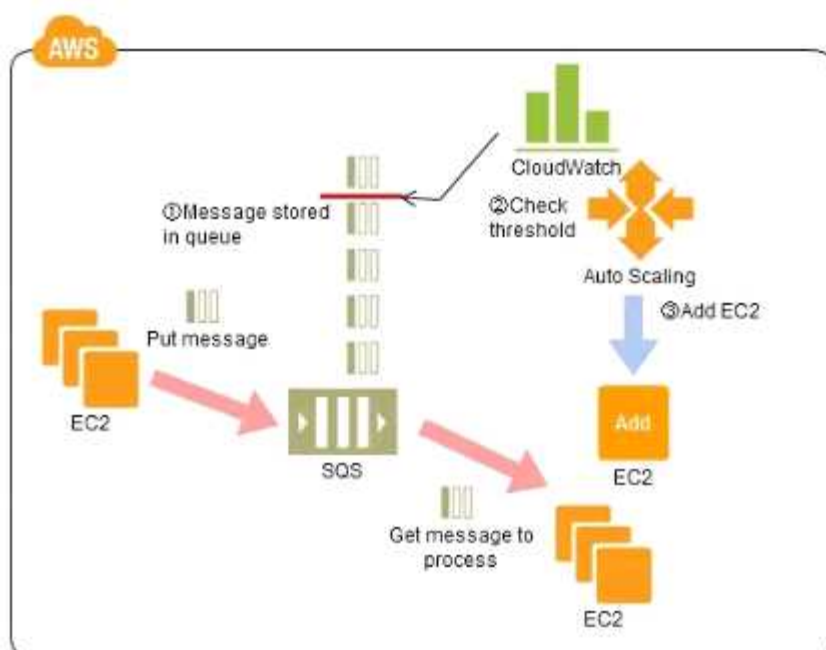 AWS
CloudWatch
①Message stored
in queue
②Check
threshold
Auto Scaling
③Add EC2
Put message
EC2
SQS
Add
EC2
Get message to
process
EC2